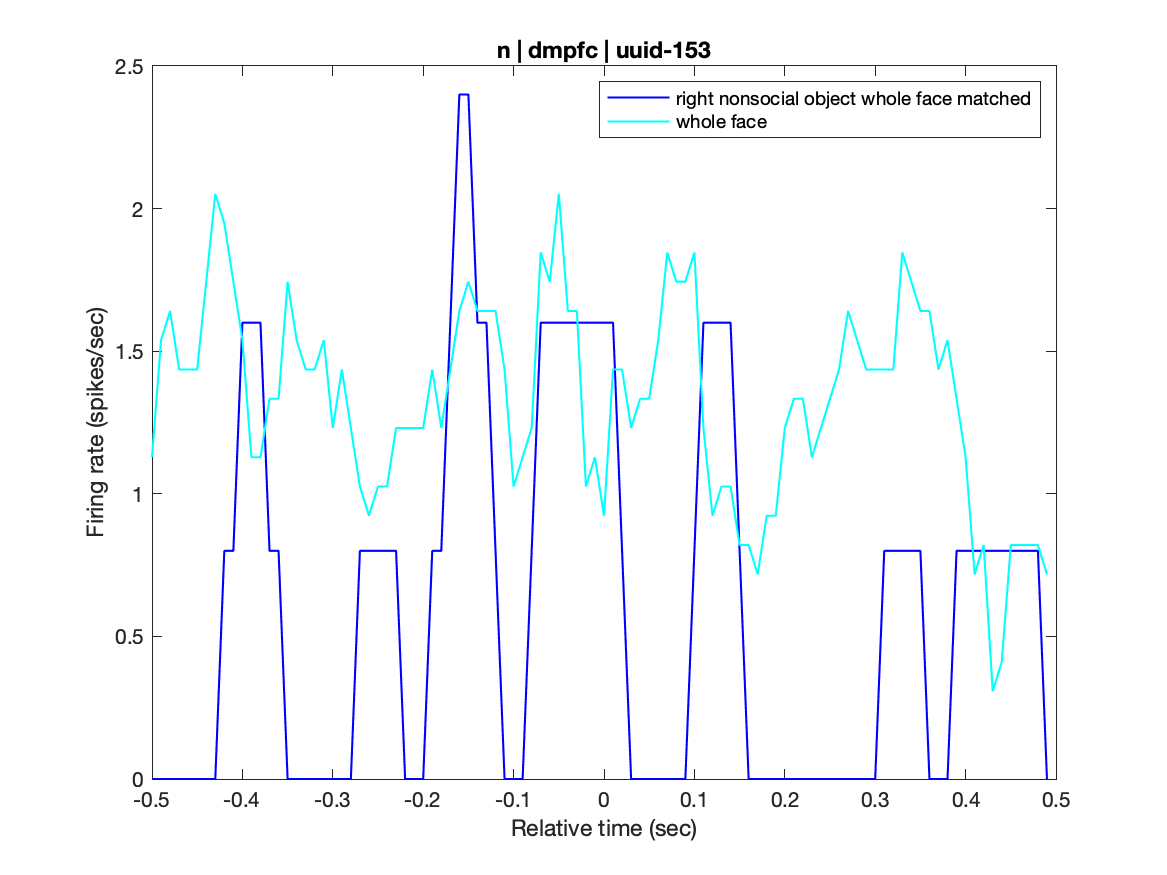 n | dmpfc | uuid-153
2.5
right nonsocial object whole face matched
whole face
2
1.5
1
0.5
0
Firing rate (spikes/sec)
-0.5 -0.4 -0.3 -0.2 -0.1 0 0.1 0.2 0.3 0.4 0.5
Relative time (sec)